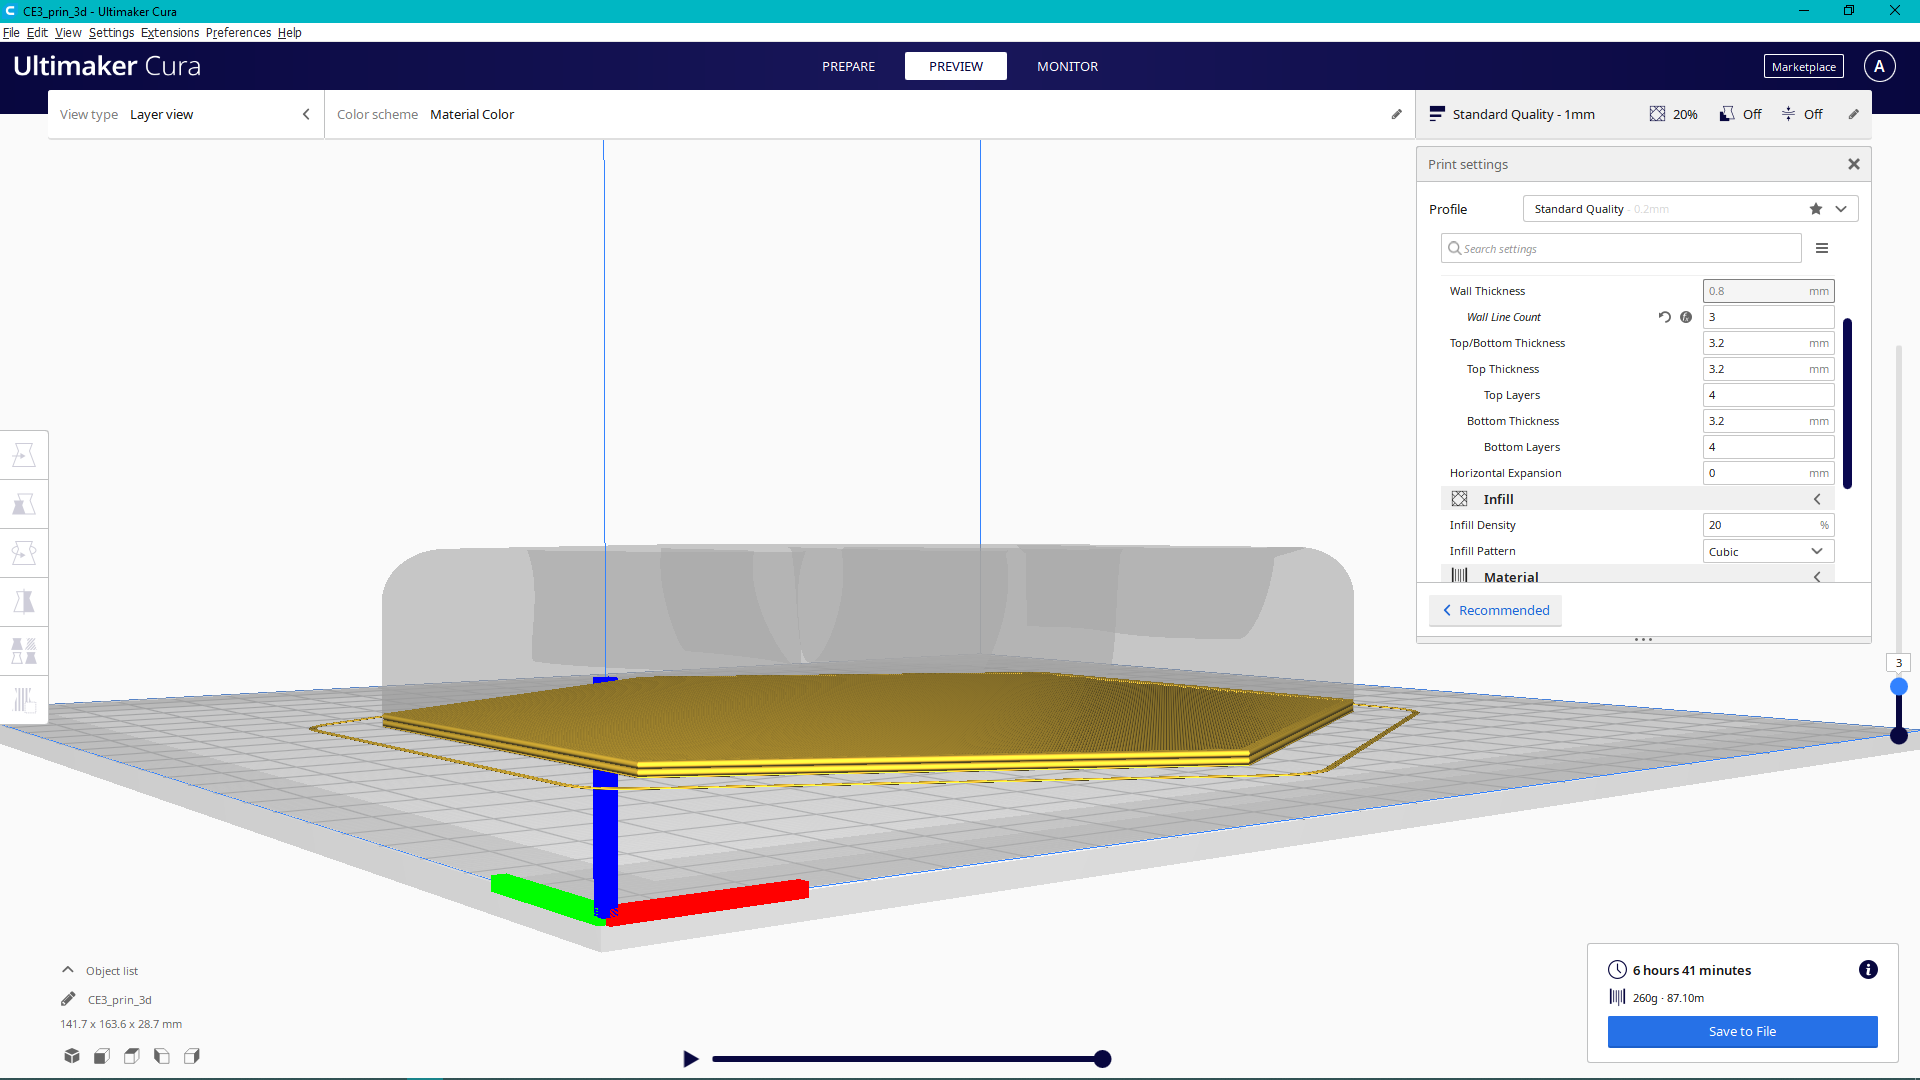 CE3_prin_3d - Ultimaker Cura
File Edit View Settings Extensions Preferences Help
Ultimaker Cura
PREPARE PREVIEW MONITOR
Marketplace A
View type Layer view Color scheme Material Color Standard Quality - 1mm 20% Off Off
Print settings
Profile Standard Quality - 0.2mm
Search settings
Wall Thickness 0.8 mm
Wall Line Count 3
Top/Bottom Thickness 3.2 mm
Top Thickness 3.2 mm
Top Layers 4
Bottom Thickness 3.2 mm
Bottom Layers 4
Horizontal Expansion 0 mm
Infill
Infill Density 20 %
Infill Pattern Cubic
Material
Recommended
3
Object list
CE3_prin_3d
141.7 x 163.6 x 28.7 mm
6 hours 41 minutes
260g · 87.10m
Save to File